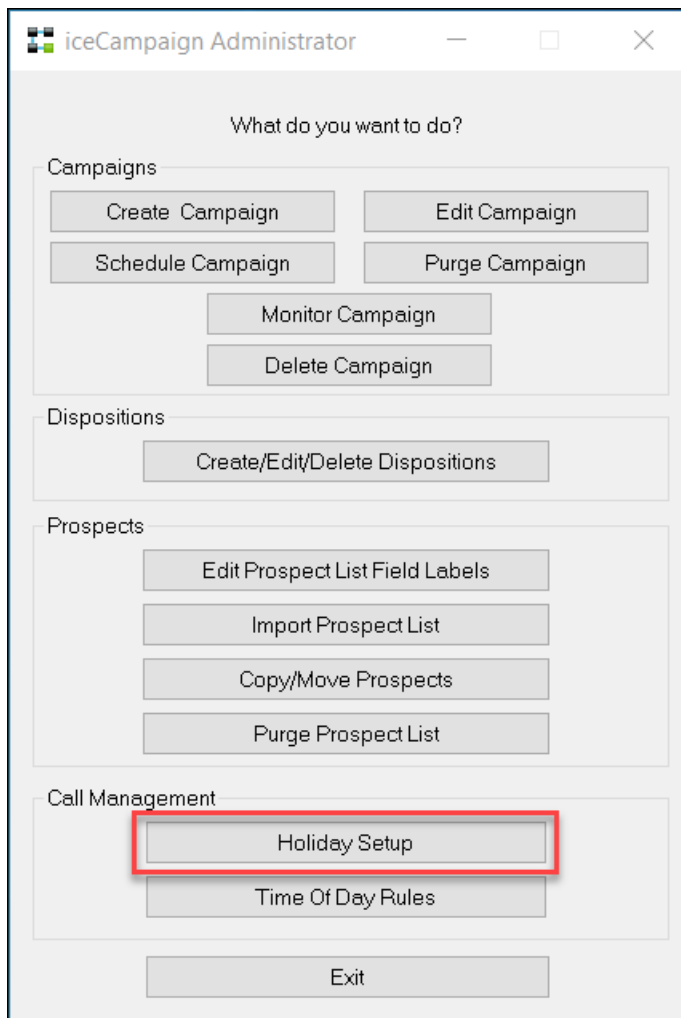 iceCampaign Administrator
What do you want to do?
Campaigns
Create Campaign
Edit Campaign
Schedule Campaign
Purge Campaign
Monitor Campaign
Delete Campaign
Dispositions
Create/Edit/Delete Dispositions
Prospects
Edit Prospect List Field Labels
Import Prospect List
Copy/Move Prospects
Purge Prospect List
Call Management
Holiday Setup
Time Of Day Rules
Exit